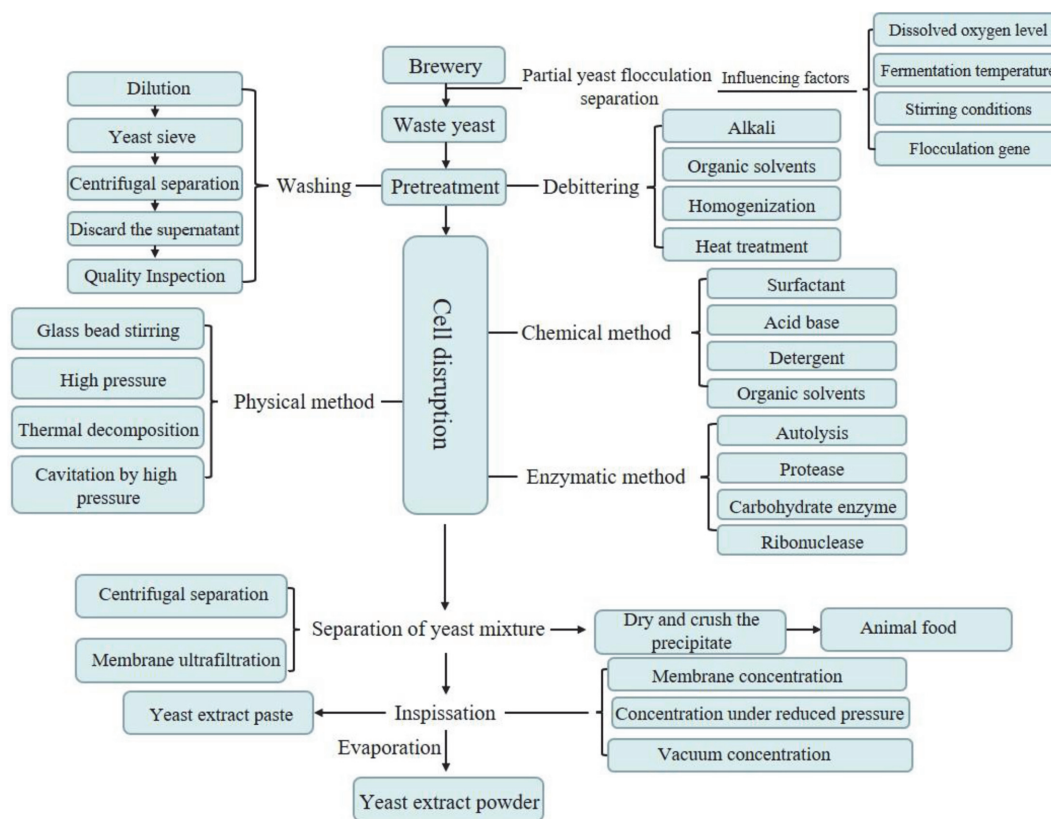 Brewery
Partial yeast flocculation
separation
Influencing factors
Dissolved oxygen level
Fermentation temperature
Stirring conditions
Flocculation gene
Waste yeast
Pretreatment
Washing
Dilution
Yeast sieve
Centrifugal separation
Discard the supernatant
Quality Inspection
Debittering
Alkali
Organic solvents
Homogenization
Heat treatment
Cell disruption
Physical method
Glass bead stirring
High pressure
Thermal decomposition
Cavitation by high
pressure
Chemical method
Surfactant
Acid base
Detergent
Organic solvents
Enzymatic method
Autolysis
Protease
Carbohydrate enzyme
Ribonuclease
Separation of yeast mixture
Centrifugal separation
Membrane ultrafiltration
Dry and crush the
precipitate
Animal food
Inspissation
Yeast extract paste
Membrane concentration
Concentration under reduced pressure
Vacuum concentration
Evaporation
Yeast extract powder